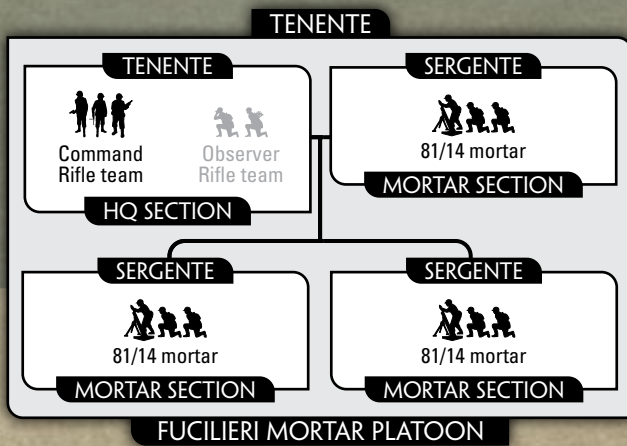 TENENTE
TENENTE
Command
Rifle team
Observer
Rifle team
HQ SECTION
SERGENTE
81/14 mortar
MORTAR SECTION
SERGENTE
81/14 mortar
MORTAR SECTION
SERGENTE
81/14 mortar
MORTAR SECTION
FUCILIERI MORTAR PLATOON